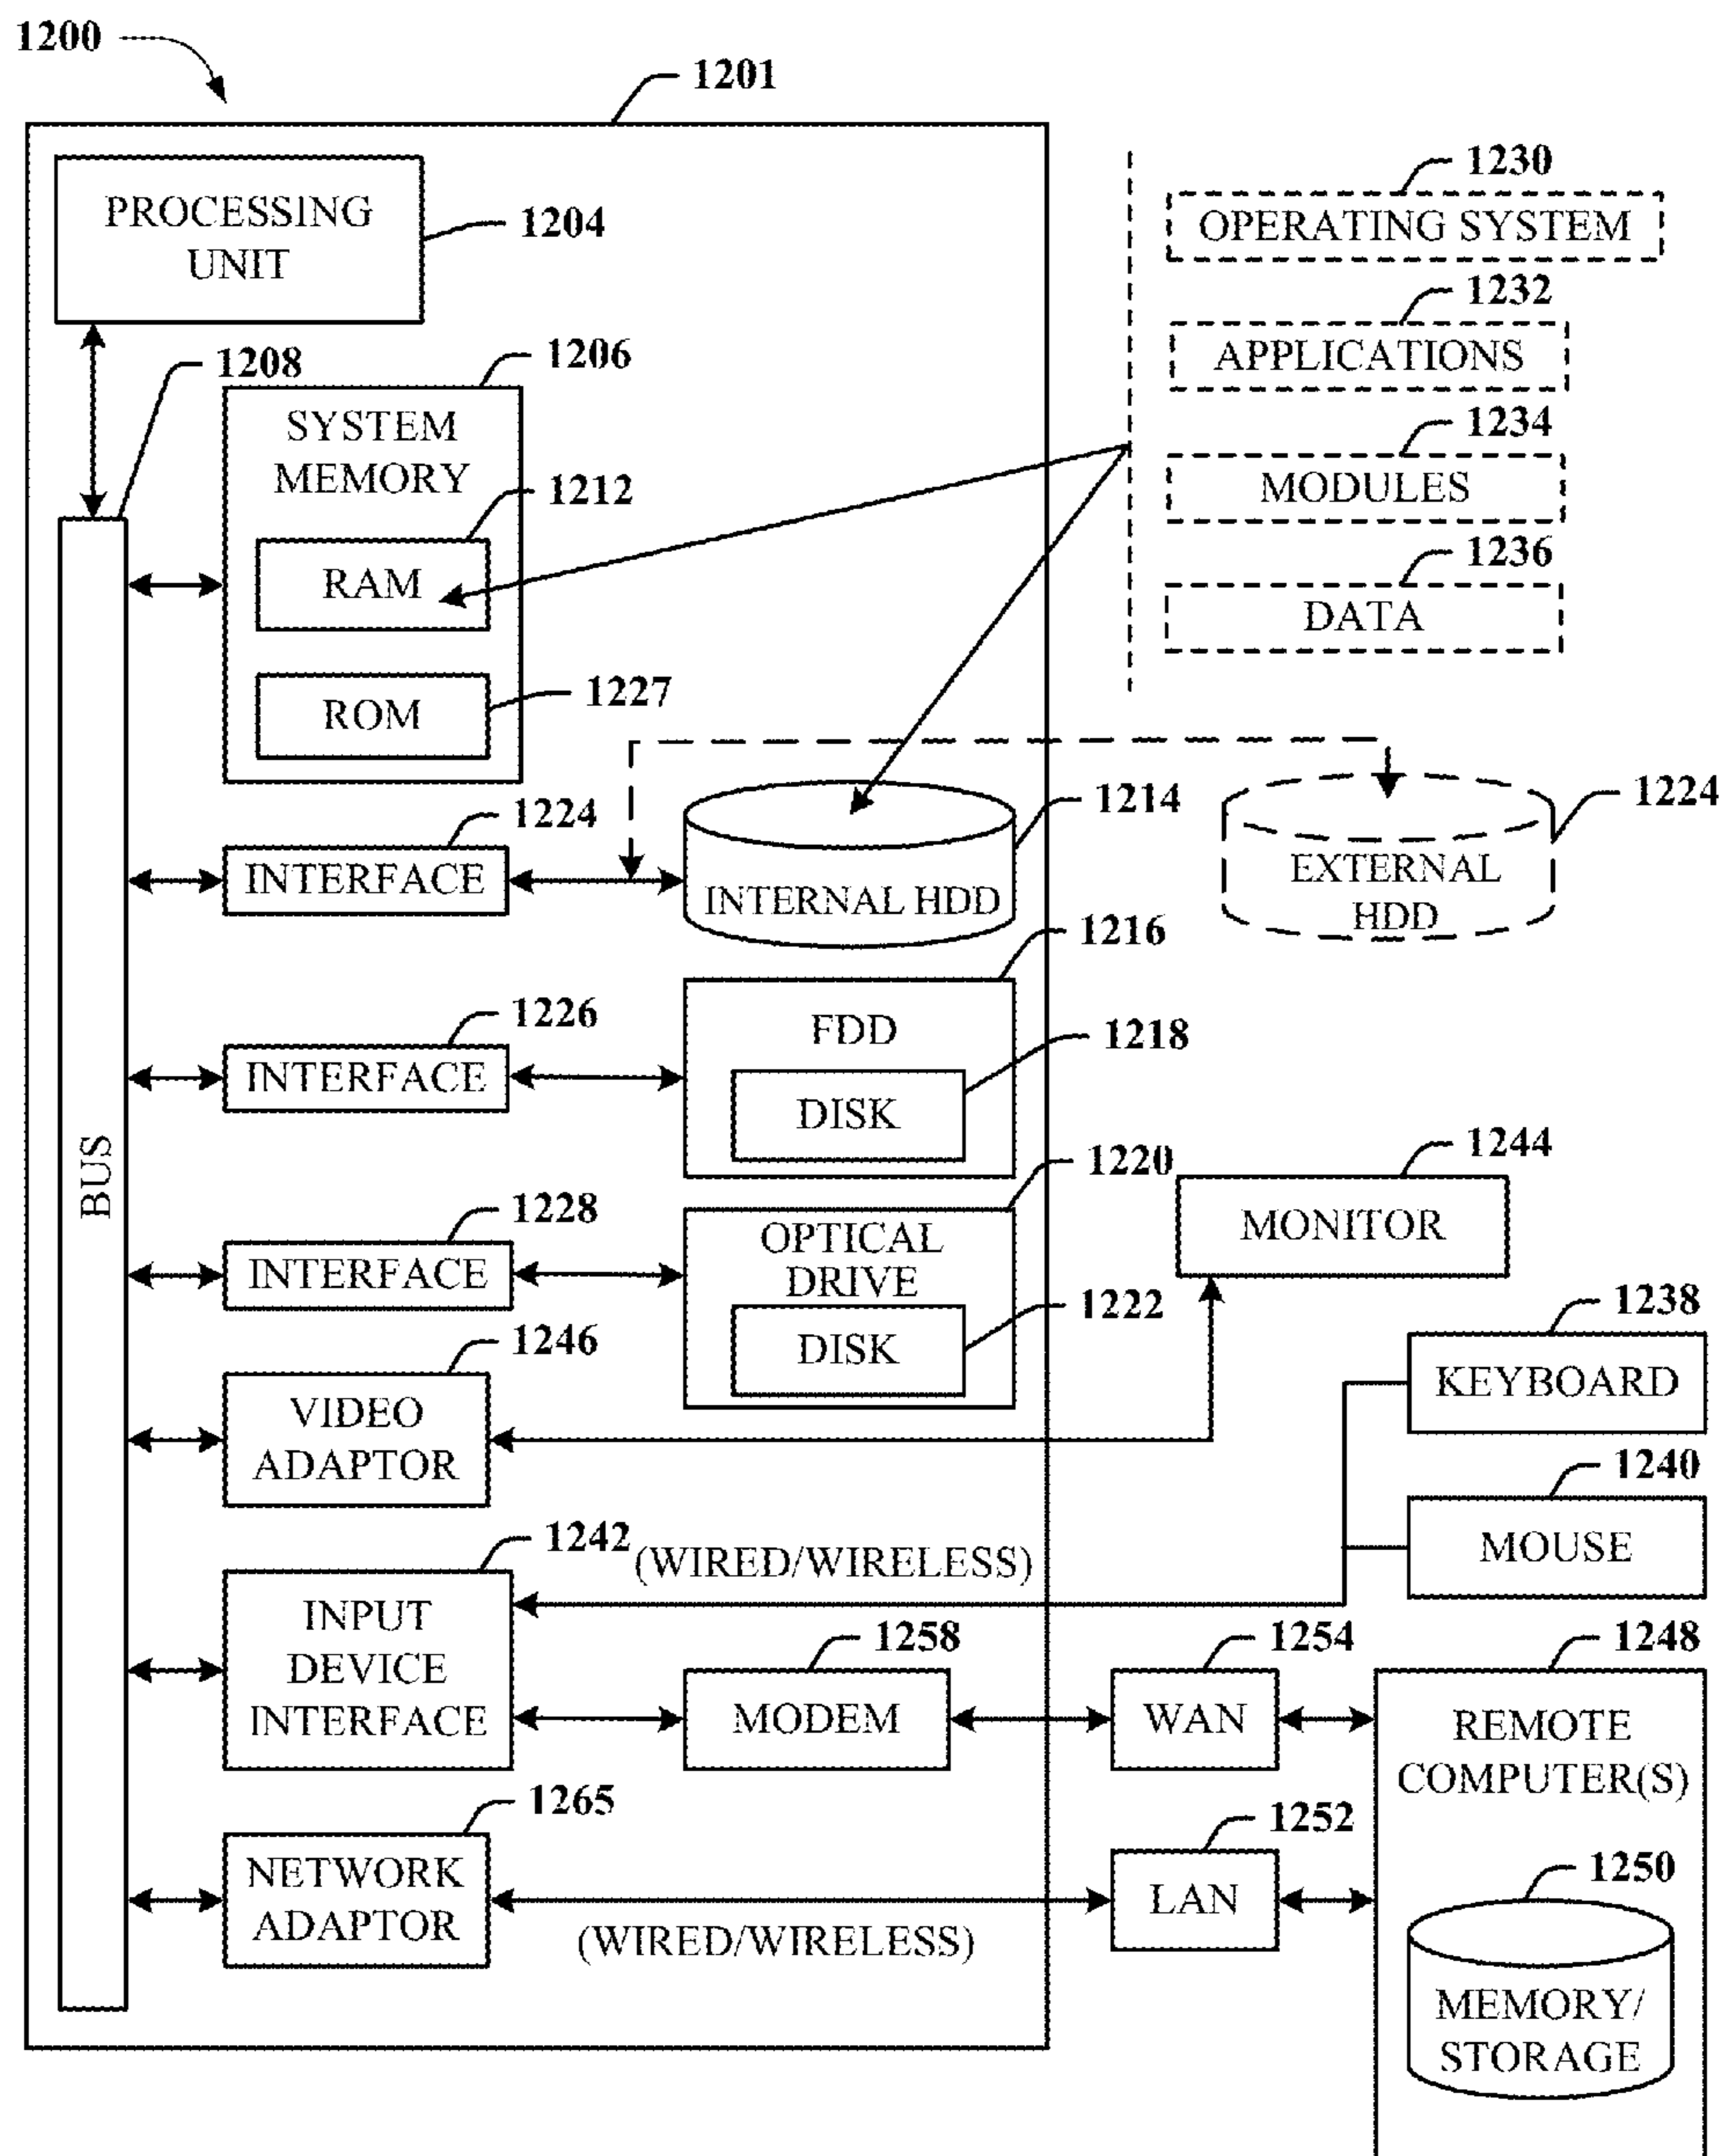 1200
1201
PROCESSING
UNIT
1204
1230
OPERATING SYSTEM
1232
APPLICATIONS
1234
MODULES
1236
DATA
1208
1206
SYSTEM
MEMORY
1212
RAM
1227
ROM
1224
INTERFACE
1214
INTERNAL HDD
1224
EXTERNAL
HDD
1216
FDD
1226
INTERFACE
1218
DISK
BUS
1220
OPTICAL
DRIVE
1228
INTERFACE
1222
DISK
1244
MONITOR
1246
VIDEO
ADAPTOR
1238
KEYBOARD
1240
MOUSE
1242
(WIRED/WIRELESS)
INPUT
DEVICE
INTERFACE
1258
MODEM
1254
WAN
1248
REMOTE
COMPUTER(S)
1265
NETWORK
ADAPTOR
(WIRED/WIRELESS)
1252
LAN
1250
MEMORY/
STORAGE